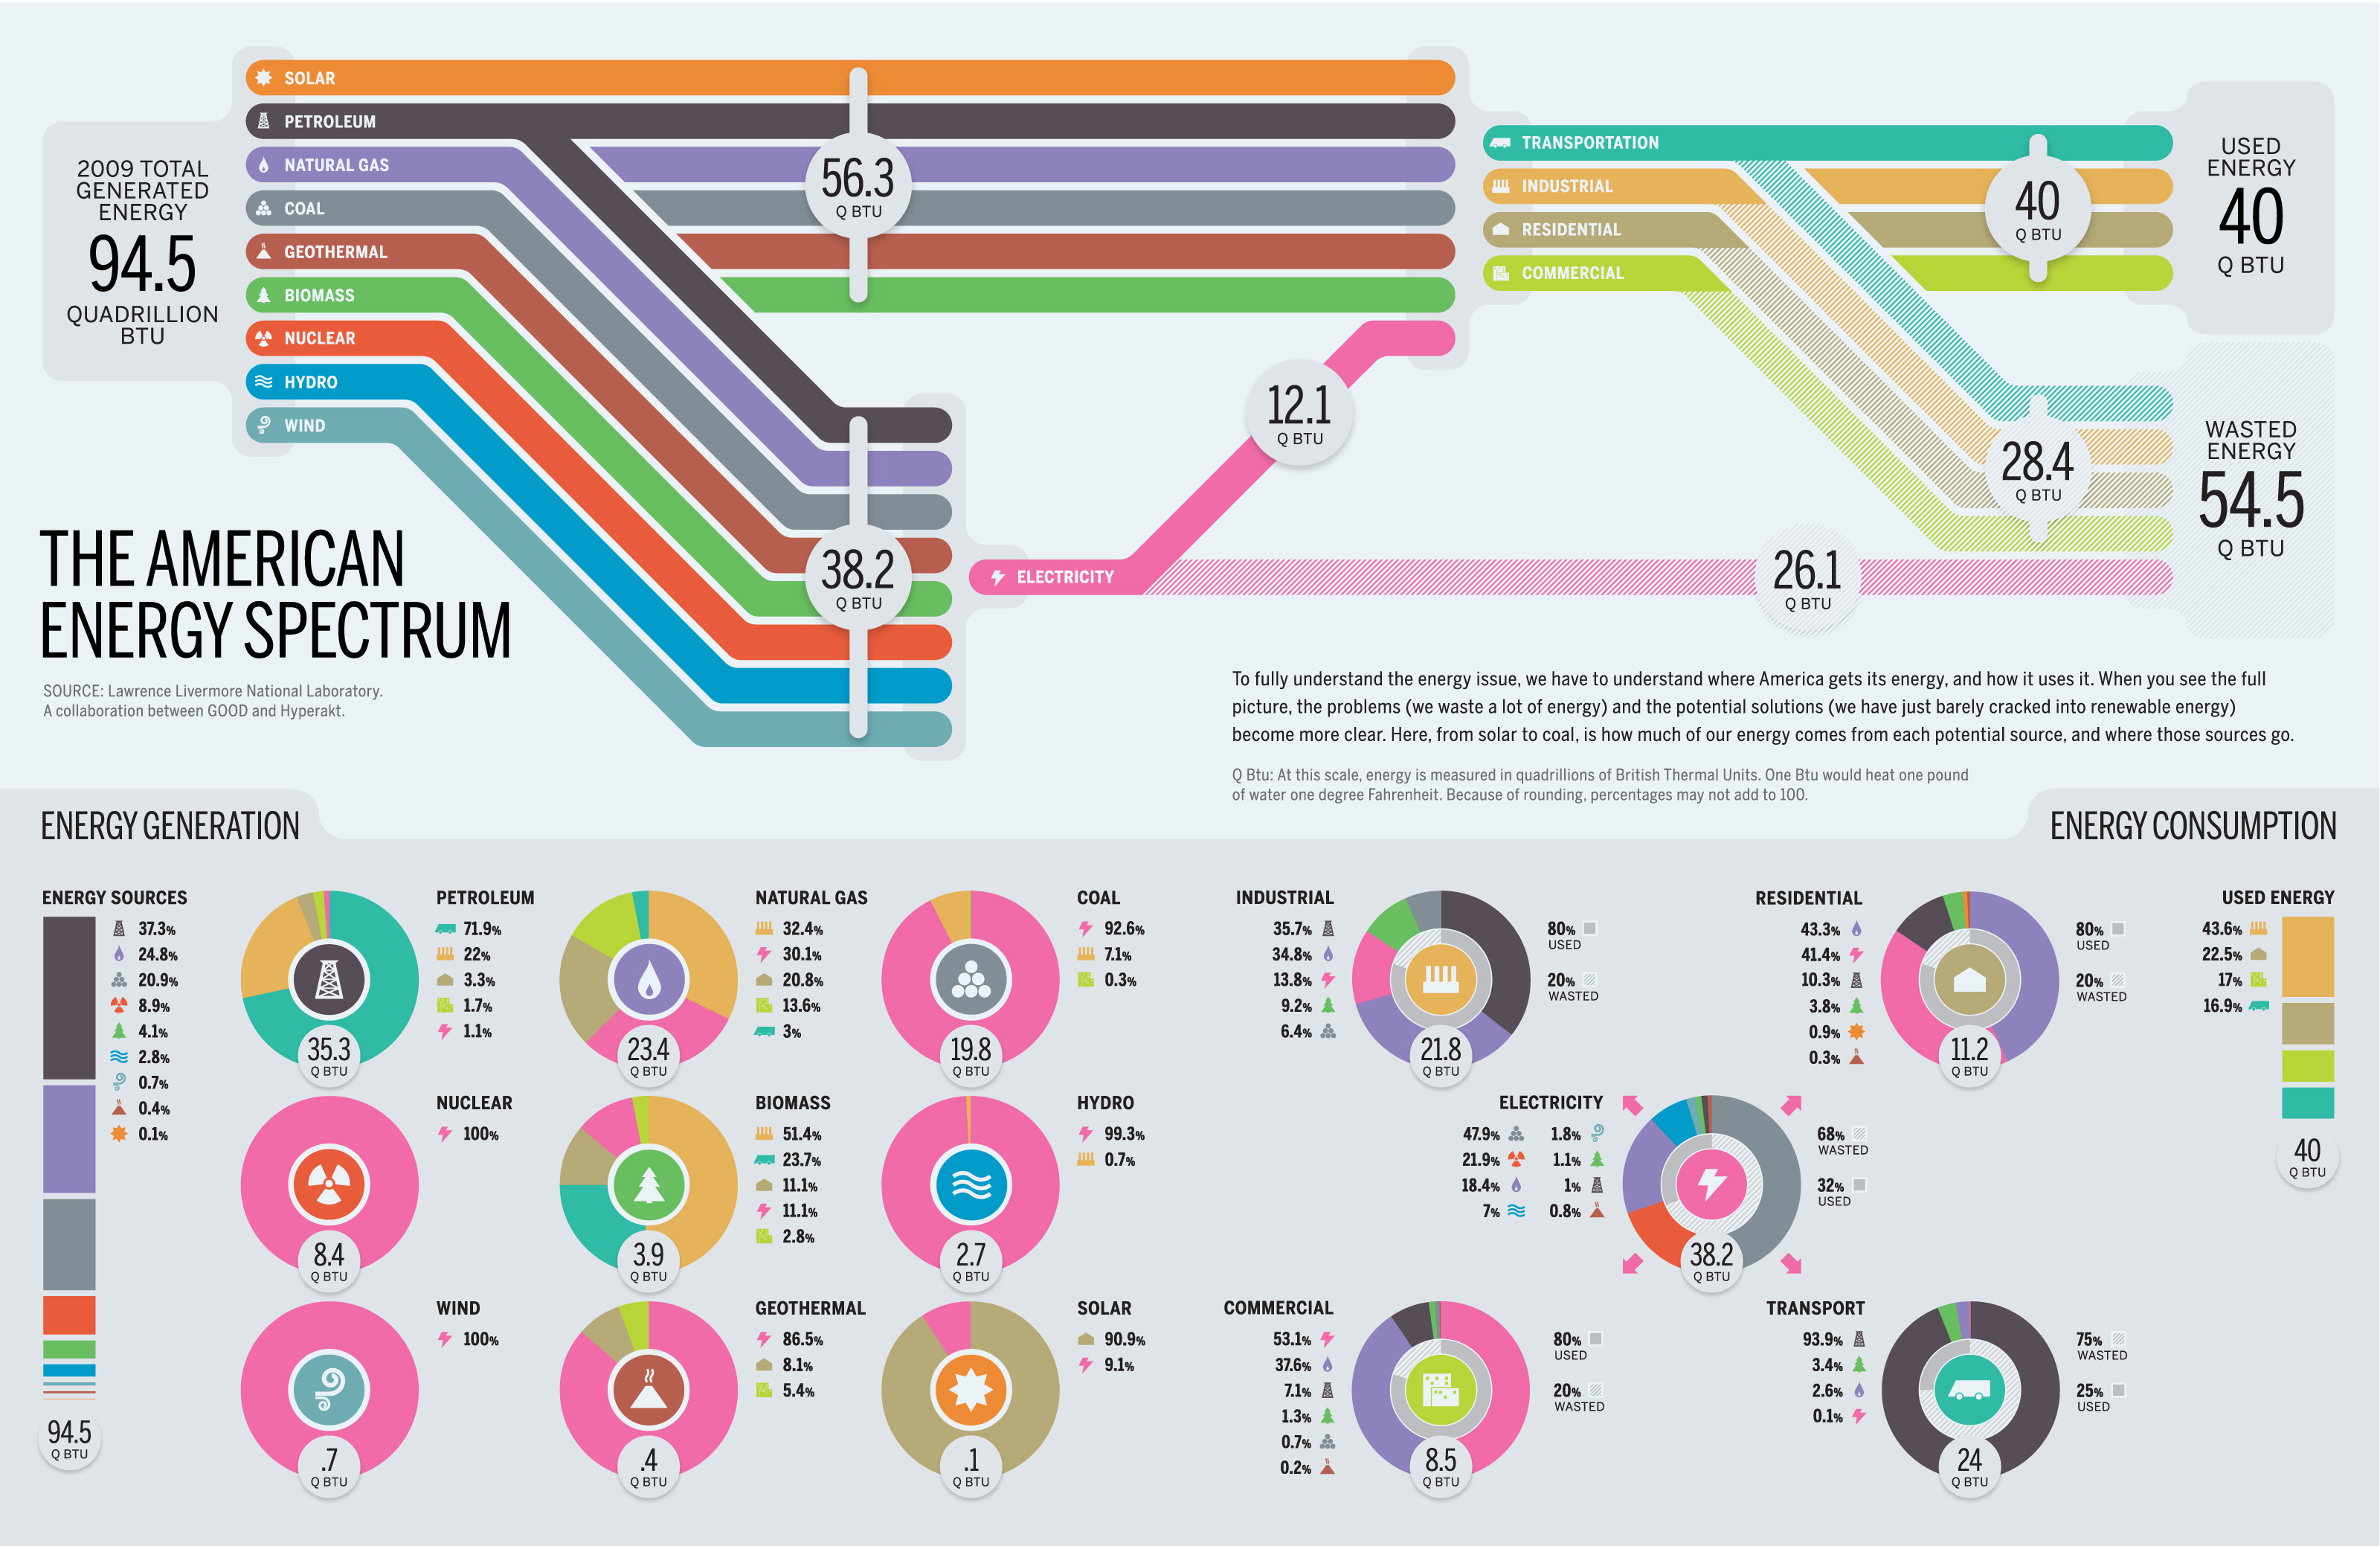 SOLAR
PETROLEUM
NATURAL GAS
COAL
GEOTHERMAL
BIOMASS
NUCLEAR
HYDRO
WIND
2009 TOTAL
GENERATED
ENERGY
94.5
QUADRILLION
BTU
56.3
Q BTU
38.2
Q BTU
12.1
Q BTU
ELECTRICITY
26.1
Q BTU
TRANSPORTATION
INDUSTRIAL
RESIDENTIAL
COMMERCIAL
40
Q BTU
28.4
Q BTU
USED
ENERGY
40
Q BTU
WASTED
ENERGY
54.5
Q BTU
THE AMERICAN
ENERGY SPECTRUM
SOURCE: Lawrence Livermore National Laboratory.
A collaboration between GOOD and Hyperakt.
To fully understand the energy issue, we have to understand where America gets its energy, and how it uses it. When you see the full
picture, the problems (we waste a lot of energy) and the potential solutions (we have just barely cracked into renewable energy)
become more clear. Here, from solar to coal, is how much of our energy comes from each potential source, and where those sources go.
Q Btu: At this scale, energy is measured in quadrillions of British Thermal Units. One Btu would heat one pound
of water one degree Fahrenheit. Because of rounding, percentages may not add to 100.
ENERGY GENERATION
ENERGY SOURCES
37.3%
24.8%
20.9%
8.9%
4.1%
2.8%
0.7%
0.4%
0.1%
94.5
Q BTU
PETROLEUM
71.9%
22%
3.3%
1.7%
1.1%
35.3
Q BTU
NATURAL GAS
32.4%
30.1%
20.8%
13.6%
3%
23.4
Q BTU
COAL
92.6%
7.1%
0.3%
19.8
Q BTU
NUCLEAR
100%
8.4
Q BTU
BIOMASS
51.4%
23.7%
11.1%
11.1%
2.8%
3.9
Q BTU
HYDRO
99.3%
0.7%
2.7
Q BTU
WIND
100%
.7
Q BTU
GEOTHERMAL
86.5%
8.1%
5.4%
.4
Q BTU
SOLAR
90.9%
9.1%
.1
Q BTU
ENERGY CONSUMPTION
INDUSTRIAL
35.7%
34.8%
13.8%
9.2%
6.4%
21.8
Q BTU
80%
USED
20%
WASTED
RESIDENTIAL
43.3%
41.4%
10.3%
3.8%
0.9%
0.3%
11.2
Q BTU
80%
USED
20%
WASTED
USED ENERGY
43.6%
22.5%
17%
16.9%
40
Q BTU
ELECTRICITY
47.9% 1.8%
21.9% 1.1%
18.4% 1%
7% 0.8%
38.2
Q BTU
68%
WASTED
32%
USED
COMMERCIAL
53.1%
37.6%
7.1%
1.3%
0.7%
0.2%
8.5
Q BTU
80%
USED
20%
WASTED
TRANSPORT
93.9%
3.4%
2.6%
0.1%
24
Q BTU
75%
WASTED
25%
USED